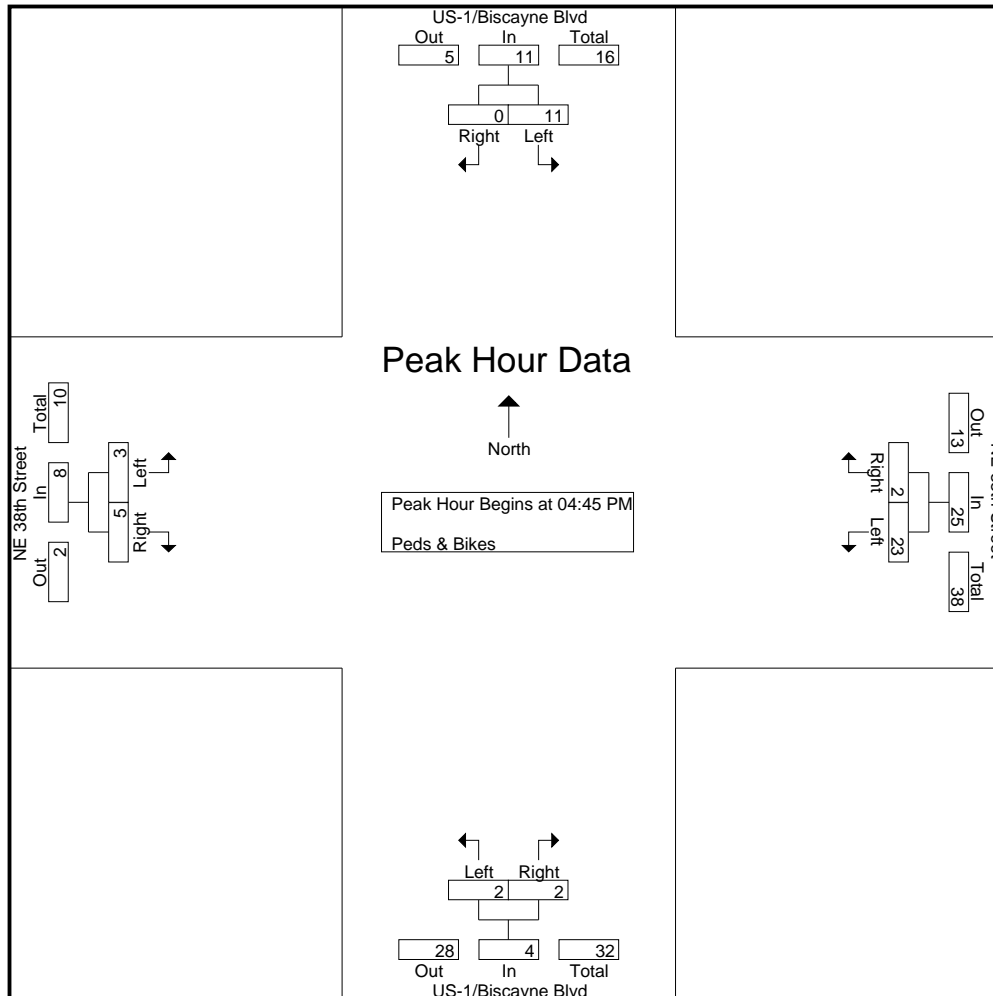 US-1/Biscayne Blvd
Out In Total
5 11 16
0 11
Right Left
Peak Hour Data
North
Peak Hour Begins at 04:45 PM
Peds & Bikes
NE 38th Street
Out In Total
2 8 10
5 3
Right Left
Out In Total
13 25 38
2 23
Right Left
Left Right
2 2
28 4 32
Out In Total
US-1/Biscayne Blvd